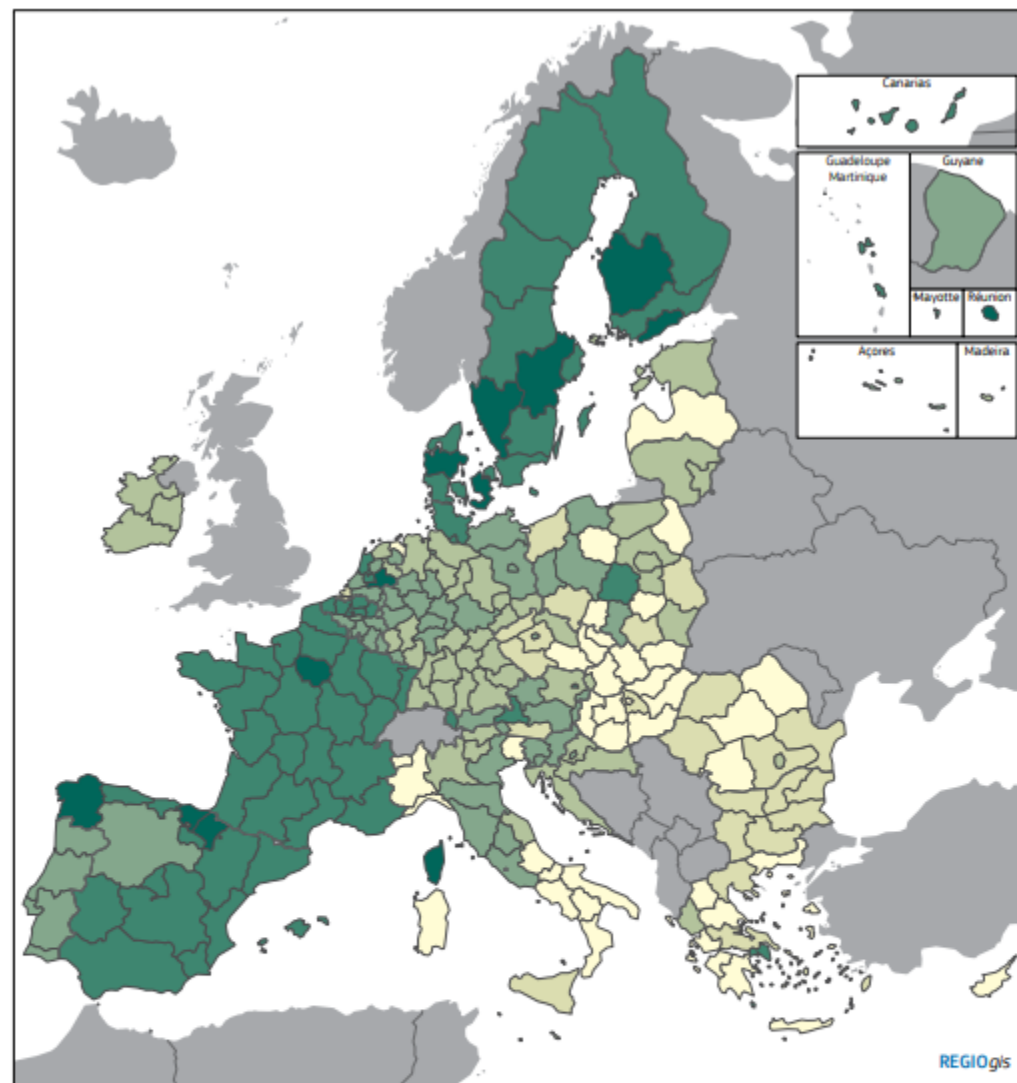 Canarias
Guadeloupe
Martinique
Guyane
Mayotte
Réunion
Açores
Madeira
REGIOgis